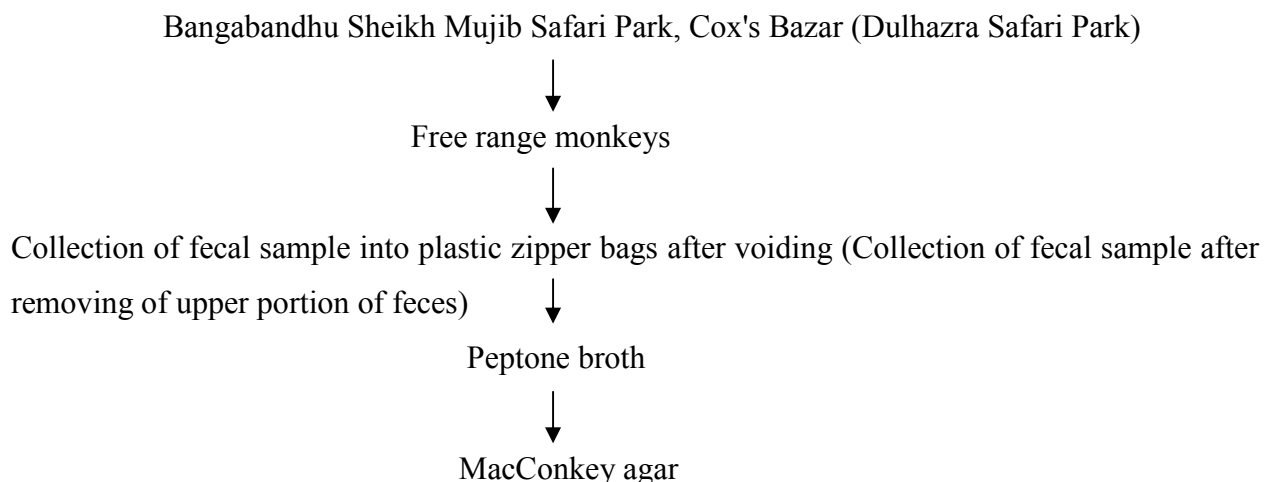 Bangabandhu Sheikh Mujib Safari Park, Cox's Bazar (Dulhazra Safari Park)
Free range monkeys
Collection of fecal sample into plastic zipper bags after voiding (Collection of fecal sample after
removing of upper portion of feces)
Peptone broth
MacConkey agar